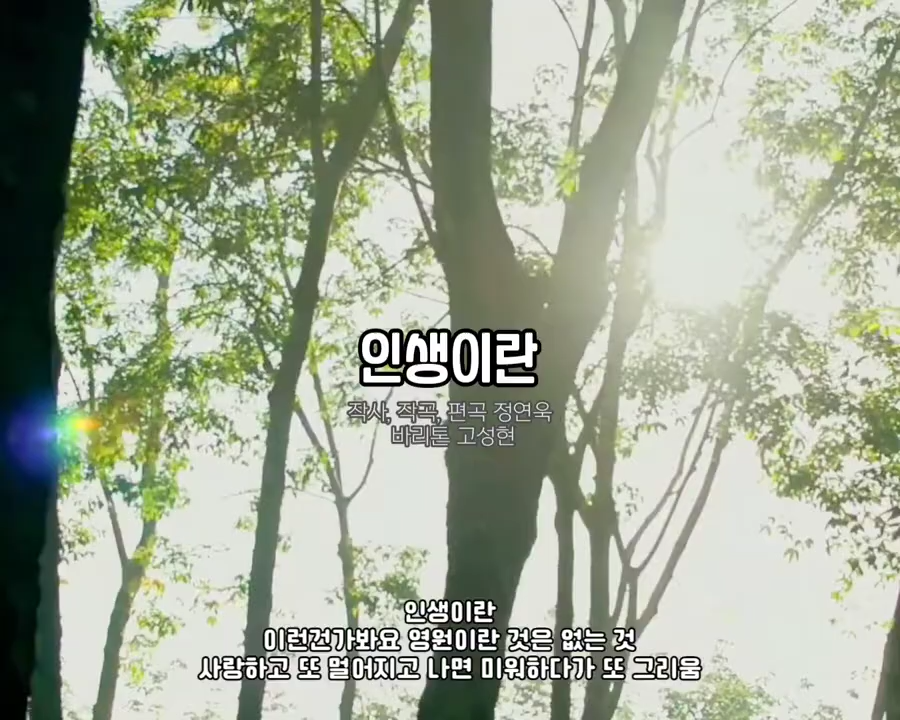 인생이란
작사, 작곡, 편곡 정연욱
바리톤 고성현
인생이란
이런건가봐요 영원이란 것은 없는 것
사랑하고 또 멀어지고 나면 미워하다가 또 그리움